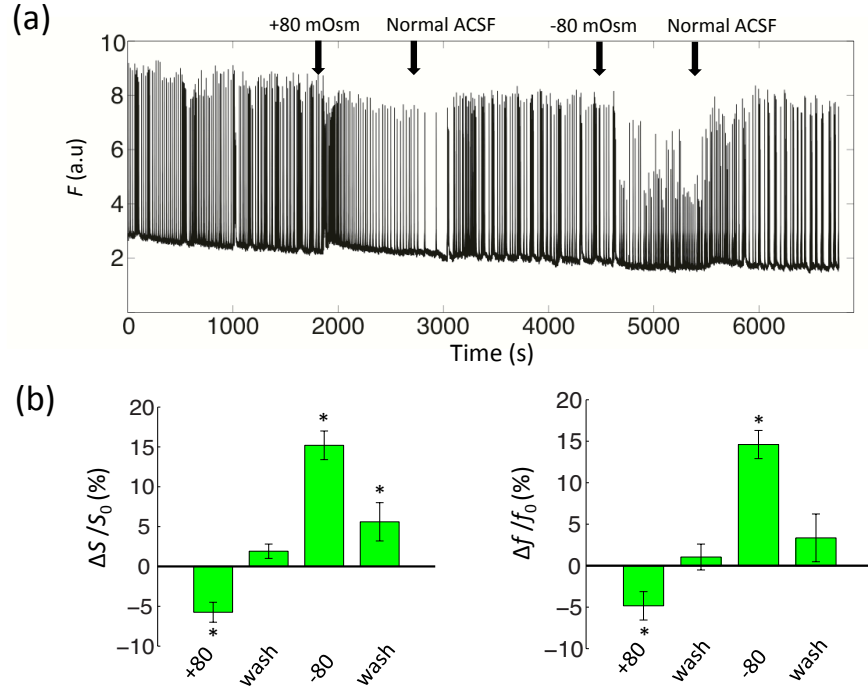 (a)
+80 mOsm Normal ACSF -80 mOsm Normal ACSF
10
8
6
4
2
F (a.u)
0 1000 2000 3000 4000 5000 6000
Time (s)
(b)
20
15
10
5
0
−5
−10
ΔS /S0 (%)
*
*
*
+80 wash -80 wash
20
15
10
5
0
−5
−10
Δf /f0 (%)
*
*
+80 wash -80 wash